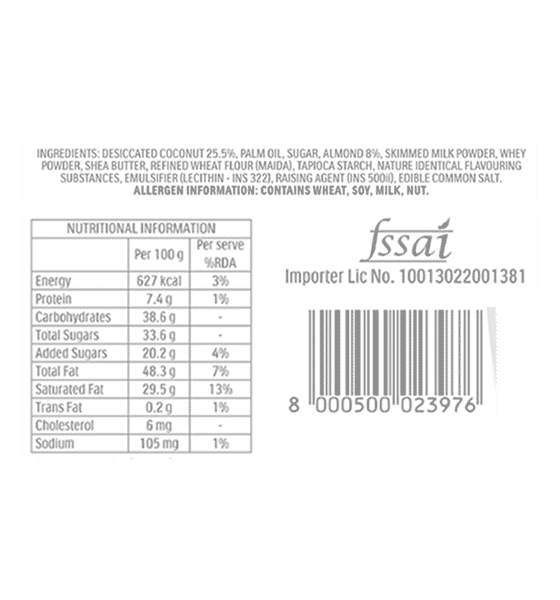 INGREDIENTS: DESICCATED COCONUT 25.5%, PALM OIL, SUGAR, ALMOND 8%, SKIMMED MILK POWDER, WHEY
POWDER, SHEA BUTTER, REFINED WHEAT FLOUR (MAIDA), TAPIOCA STARCH, NATURE IDENTICAL FLAVOURING
SUBSTANCES, EMULSIFIER (LECITHIN - INS 322), RAISING AGENT (INS 500ii), EDIBLE COMMON SALT.
ALLERGEN INFORMATION: CONTAINS WHEAT, SOY, MILK, NUT.
NUTRITIONAL INFORMATION
Per 100 g Per serve %RDA
Energy 627 kcal 3%
Protein 7.4 g 1%
Carbohydrates 38.6 g -
Total Sugars 33.6 g -
Added Sugars 20.2 g 4%
Total Fat 48.3 g 7%
Saturated Fat 29.5 g 13%
Trans Fat 0.2 g 1%
Cholesterol 6 mg -
Sodium 105 mg 1%
fssai
Importer Lic No. 10013022001381
8 000500 023976